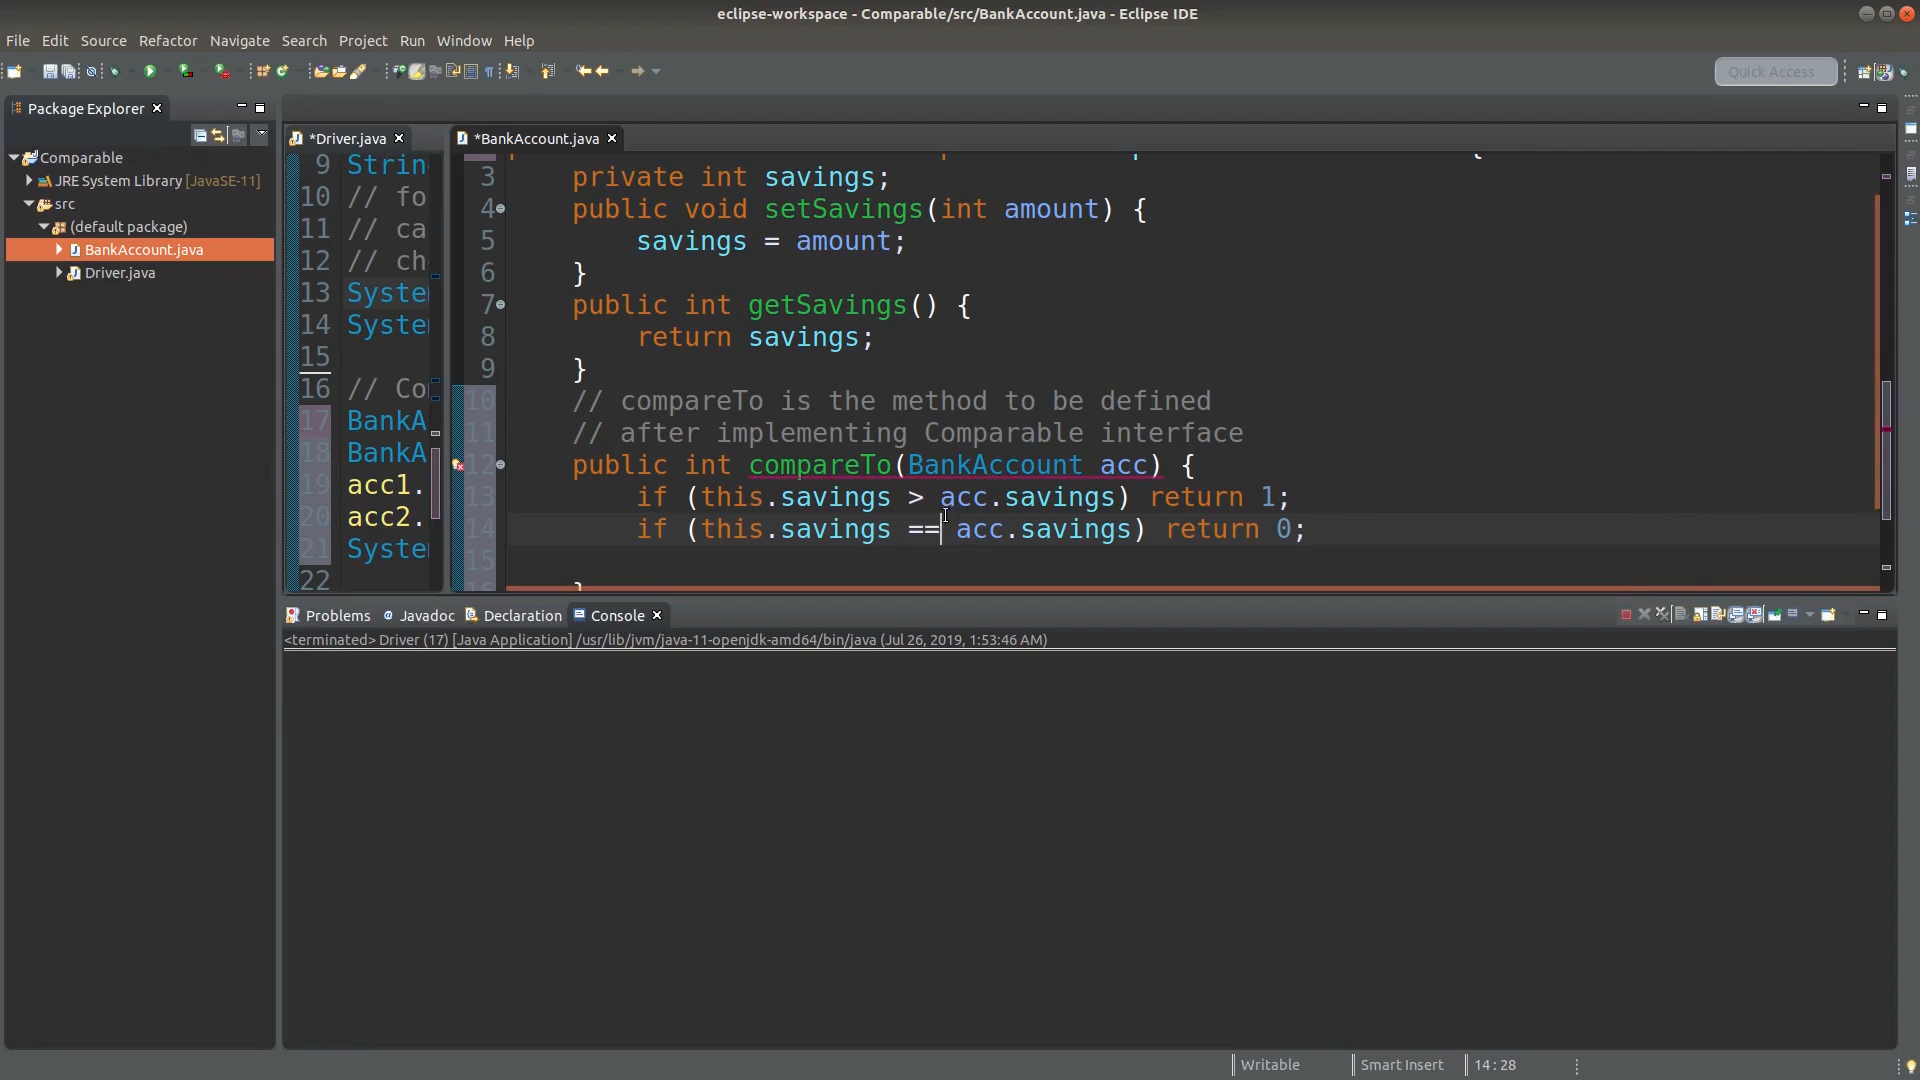 eclipse-workspace - Comparable/src/BankAccount.java - Eclipse IDE
File Edit Source Refactor Navigate Search Project Run Window Help
Quick Access
Package Explorer
Comparable
JRE System Library [JavaSE-11]
src
(default package)
BankAccount.java
Driver.java
*Driver.java
9 String
10 // fo
11 // ca
12 // ch
13 Syste
14 Syste
15
16 // Co
17 BankA
18 BankA
19 acc1.
20 acc2.
21 Syste
22
*BankAccount.java
3 private int savings;
4 public void setSavings(int amount) {
5 savings = amount;
6 }
7 public int getSavings() {
8 return savings;
9 }
10 // compareTo is the method to be defined
11 // after implementing Comparable interface
12 public int compareTo(BankAccount acc) {
13 if (this.savings > acc.savings) return 1;
14 if (this.savings == acc.savings) return 0;
15
Problems Javadoc Declaration Console
<terminated> Driver (17) [Java Application] /usr/lib/jvm/java-11-openjdk-amd64/bin/java (Jul 26, 2019, 1:53:46 AM)
Writable Smart Insert 14:28